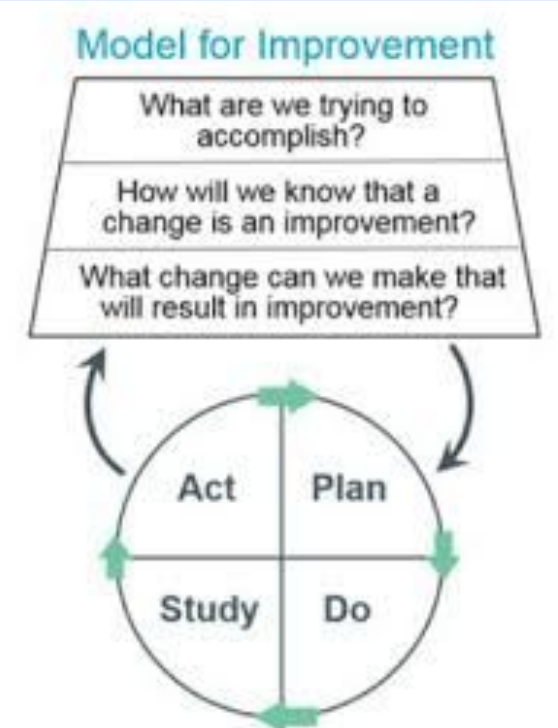 Model for Improvement
What are we trying to
accomplish?
How will we know that a
change is an improvement?
What change can we make that
will result in improvement?
Act
Plan
Study
Do